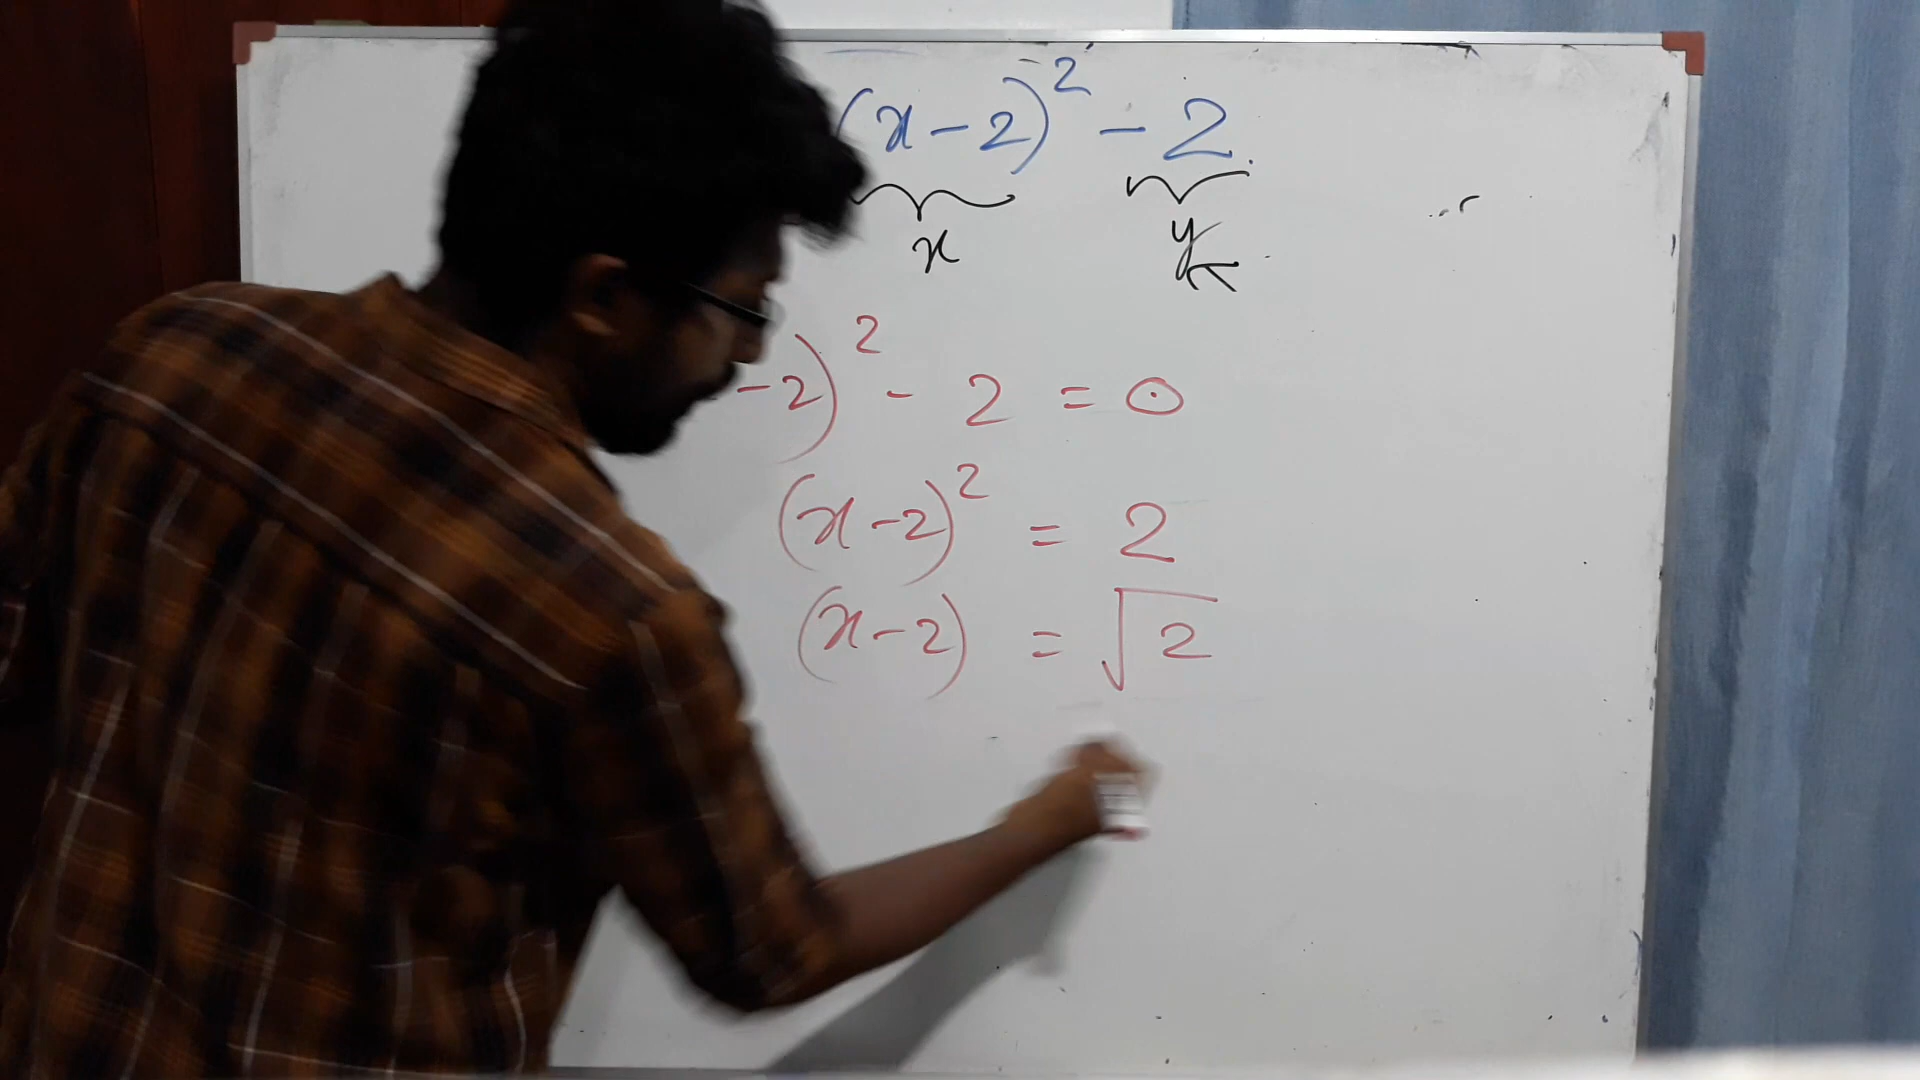 (x-2)² - 2
x y
-2)² - 2 = 0
(x-2)² = 2
(x-2) = √2